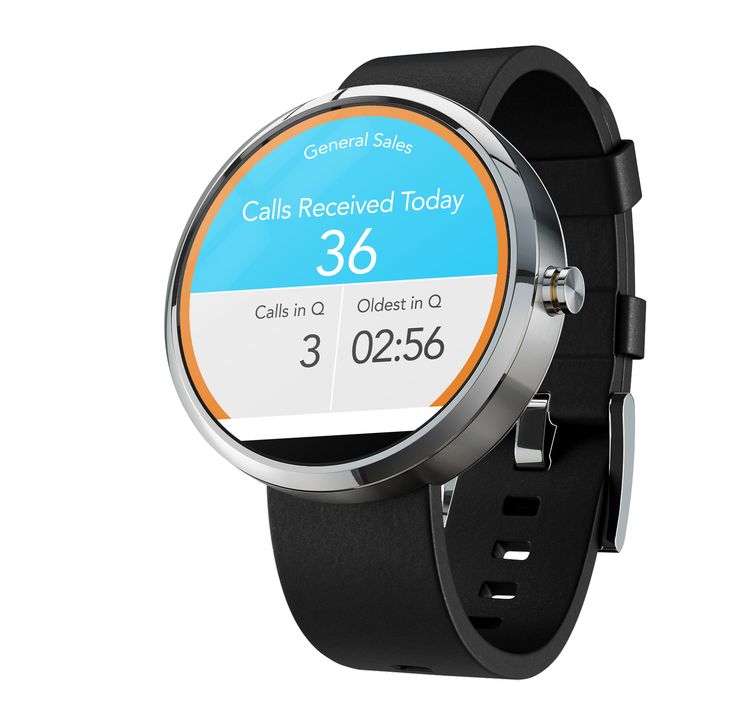 General Sales
Calls Received Today
36
Calls in Q
Oldest in Q
3
02:56